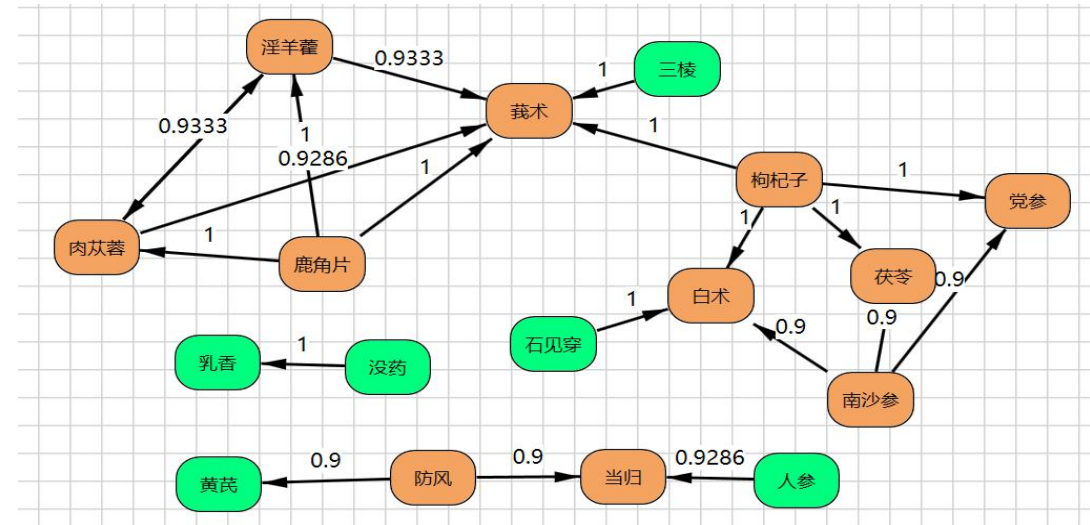 淫羊藿
0.9333
1
三棱
莪术
0.9333
1
0.9286
1
1
枸杞子
1
党参
肉苁蓉
1
鹿角片
1
1
茯苓
白术
0.9
1
0.9
0.9
石见穿
乳香
1
没药
南沙参
黄芪
0.9
防风
0.9
当归
0.9286
人参